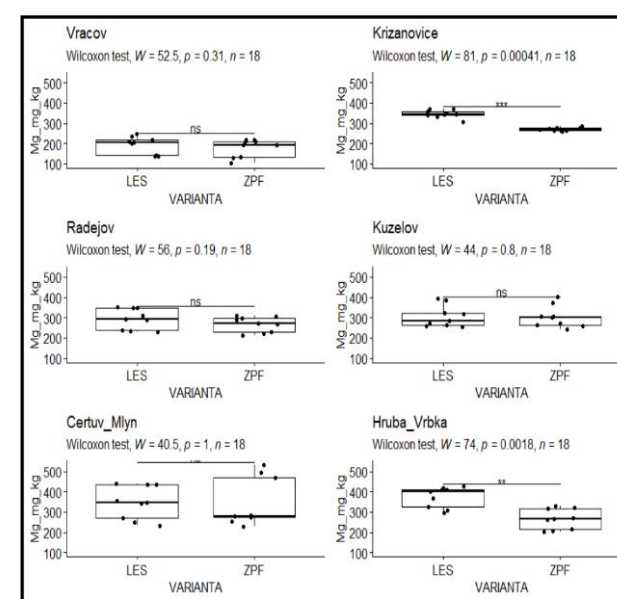 Vracov
Wilcoxon test, W = 52.5, p = 0.31, n = 18
Mg_mg_kg
500
400
300
200
100
ns
LES
ZPF
VARIANTA
Krizanovice
Wilcoxon test, W = 81, p = 0.00041, n = 18
Mg_mg_kg
500
400
300
200
100
***
LES
ZPF
VARIANTA
Radejov
Wilcoxon test, W = 56, p = 0.19, n = 18
Mg_mg_kg
500
400
300
200
100
ns
LES
ZPF
VARIANTA
Kuzelov
Wilcoxon test, W = 44, p = 0.8, n = 18
Mg_mg_kg
500
400
300
200
100
ns
LES
ZPF
VARIANTA
Certuv_Mlyn
Wilcoxon test, W = 40.5, p = 1, n = 18
Mg_mg_kg
500
400
300
200
100
LES
ZPF
VARIANTA
Hruba_Vrbka
Wilcoxon test, W = 74, p = 0.0018, n = 18
Mg_mg_kg
500
400
300
200
100
**
LES
ZPF
VARIANTA